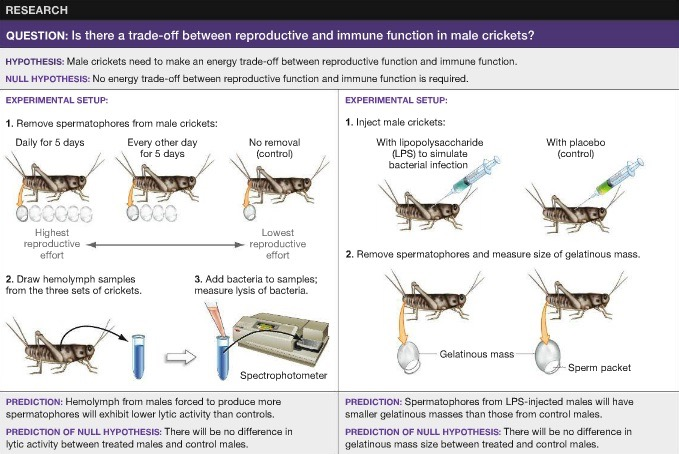 RESEARCH
QUESTION: Is there a trade-off between reproductive and immune function in male crickets?
HYPOTHESIS: Male crickets need to make an energy trade-off between reproductive function and immune function.
NULL HYPOTHESIS: No energy trade-off between reproductive function and immune function is required.
EXPERIMENTAL SETUP:
1. Remove spermatophores from male crickets:
Daily for 5 days
Every other day
for 5 days
No removal
(control)
Highest
reproductive
effort
Lowest
reproductive
effort
2. Draw hemolymph samples
from the three sets of crickets.
3. Add bacteria to samples;
measure lysis of bacteria.
Spectrophotometer
PREDICTION: Hemolymph from males forced to produce more
spermatophores will exhibit lower lytic activity than controls.
PREDICTION OF NULL HYPOTHESIS: There will be no difference in
lytic activity between treated males and control males.
EXPERIMENTAL SETUP:
1. Inject male crickets:
With lipopolysaccharide
(LPS) to simulate
bacterial infection
With placebo
(control)
2. Remove spermatophores and measure size of gelatinous mass.
Gelatinous mass
Sperm packet
PREDICTION: Spermatophores from LPS-injected males will have
smaller gelatinous masses than those from control males.
PREDICTION OF NULL HYPOTHESIS: There will be no difference in
gelatinous mass size between treated and control males.